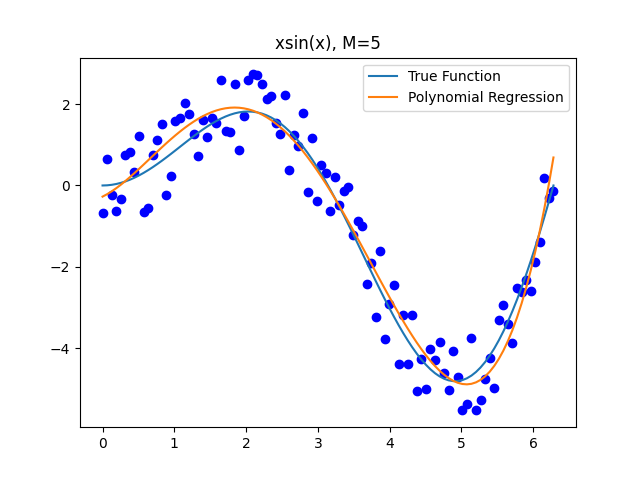 xsin(x), M=5
True Function
Polynomial Regression
2
0
−2
−4
0 1 2 3 4 5 6